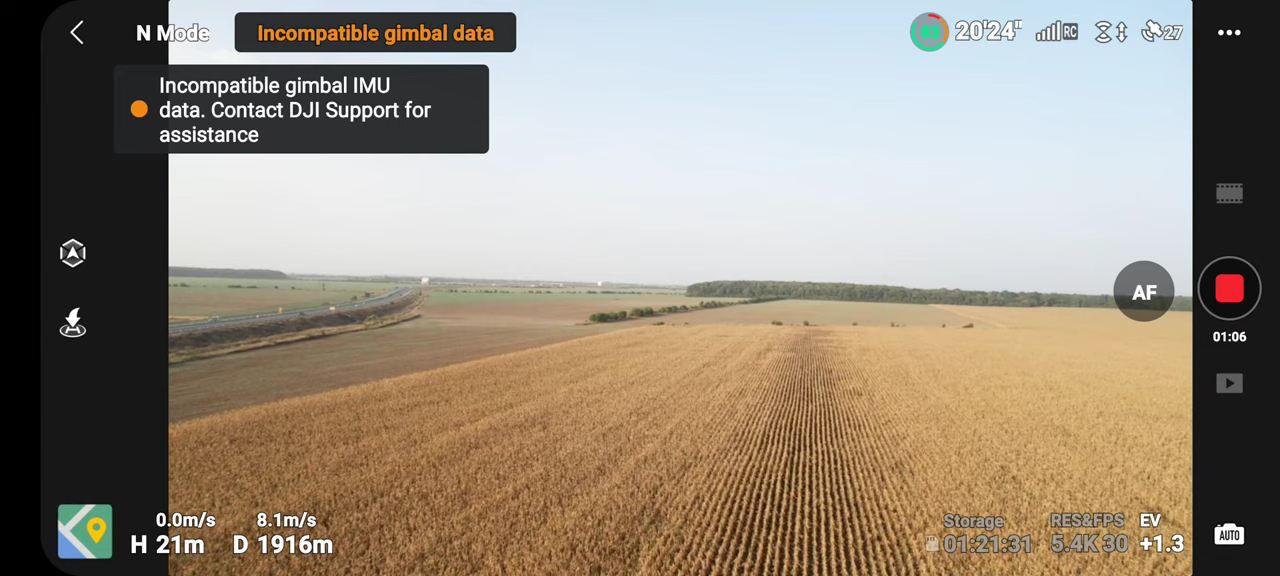 N Mode
Incompatible gimbal data
83
20'24"
RC
27
Incompatible gimbal IMU
data. Contact DJI Support for
assistance
AF
01:06
0.0m/s
8.1m/s
H 21m
D 1916m
Storage
01:21:31
RES&FPS
5.4K 30
EV
+1.3
AUTO